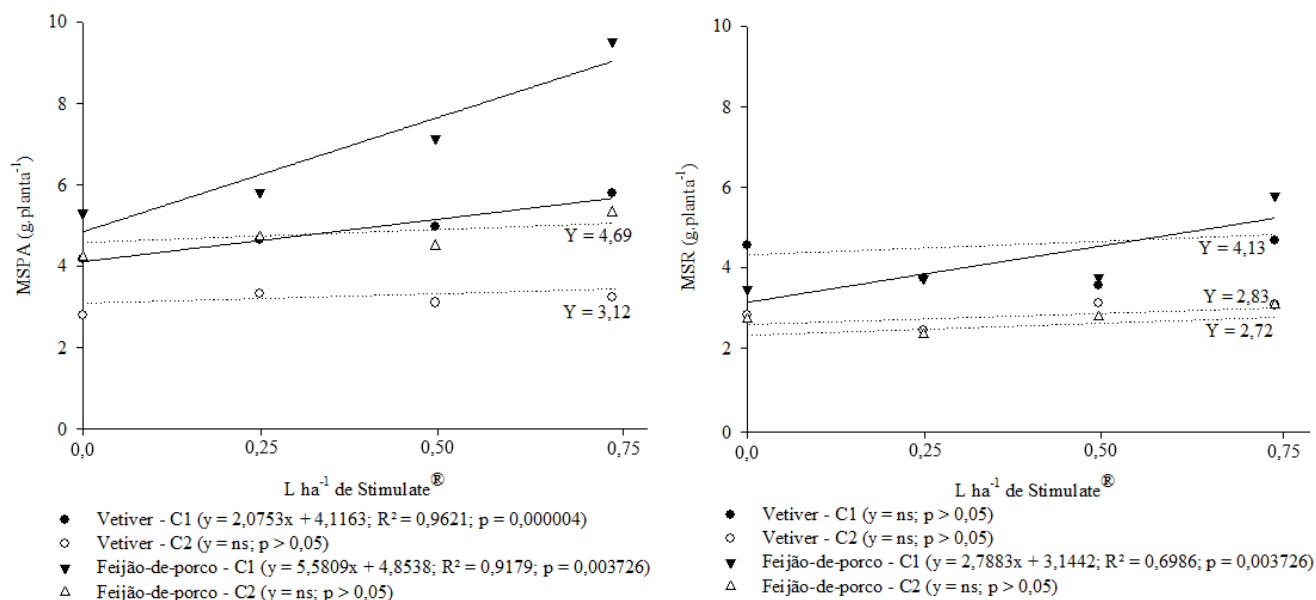 10
8
6
4
2
0
MSPA (g.planta-1)
Y = 4,69
Y = 3,12
0,0 0,25 0,50 0,75
L ha-1 de Stimulate®
Vetiver - C1 (y = 2,0753x + 4,1163; R² = 0,9621; p = 0,000004)
Vetiver - C2 (y = ns; p > 0,05)
Feijão-de-porco - C1 (y = 5,5809x + 4,8538; R² = 0,9179; p = 0,003726)
Feijão-de-porco - C2 (y = ns; p > 0,05)
10
8
6
4
2
0
MSR (g.planta-1)
Y = 4,13
Y = 2,83
Y = 2,72
0,0 0,25 0,50 0,75
L ha-1 de Stimulate®
Vetiver - C1 (y = ns; p > 0,05)
Vetiver - C2 (y = ns; p > 0,05)
Feijão-de-porco - C1 (y = 2,7883x + 3,1442; R² = 0,6986; p = 0,003726)
Feijão-de-porco - C2 (y = ns; p > 0,05)